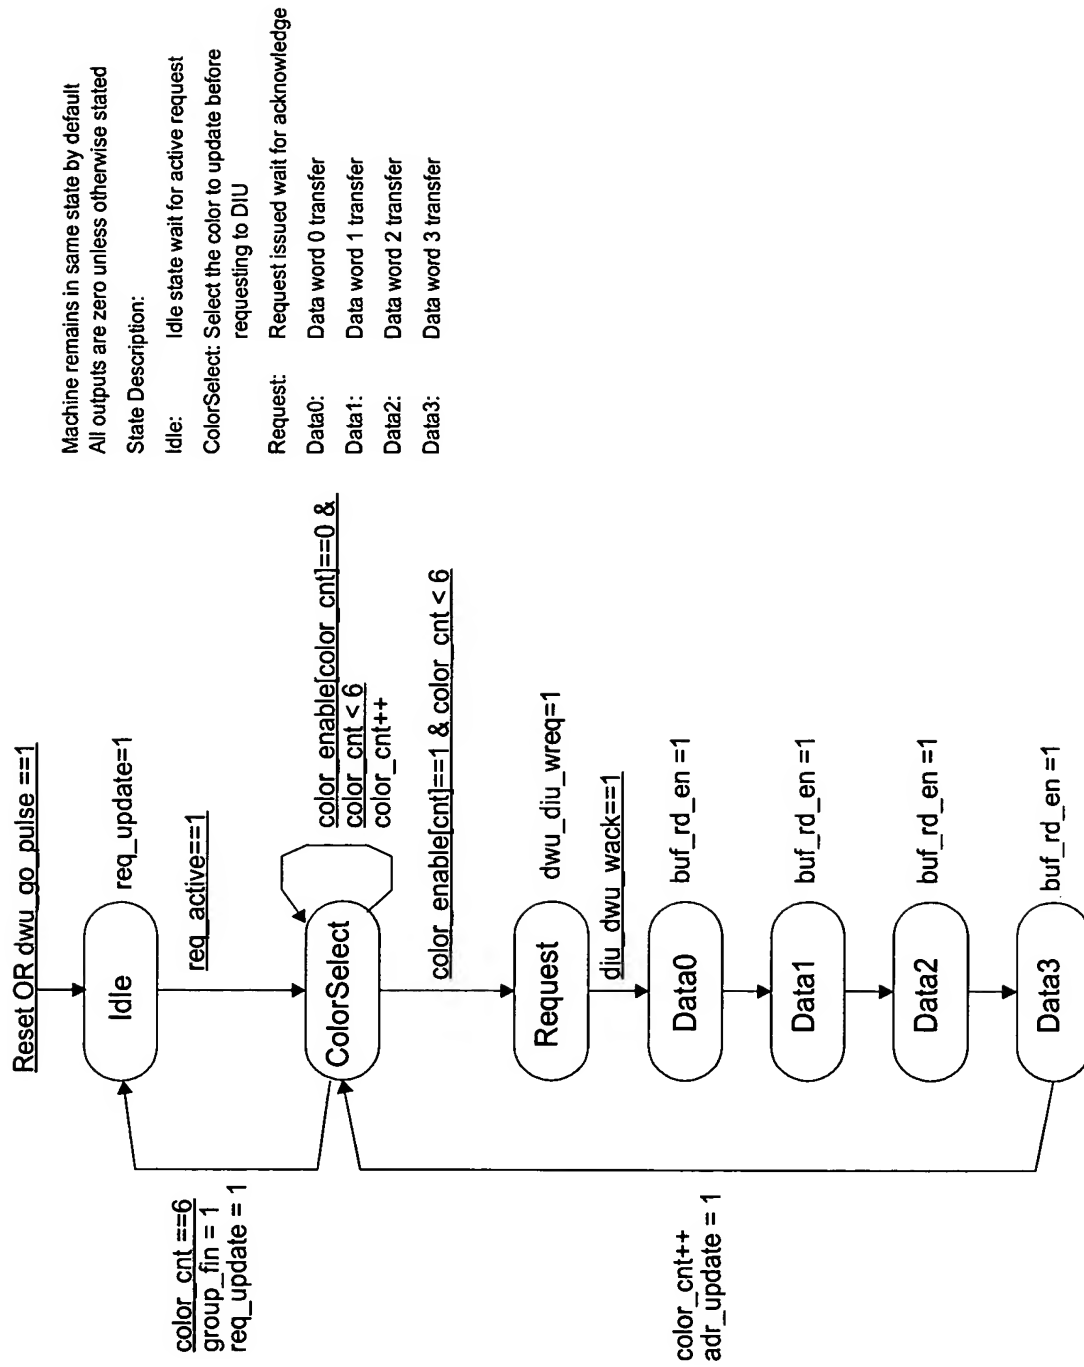 Reset OR dwu_go_pulse ==1
Idle
req_update=1
req_active==1
color_cnt ==6
group_fin = 1
req_update = 1
ColorSelect
color_enable[color_cnt]==0 &
color_cnt < 6
color_cnt++
color_enable[cnt]==1 & color_cnt < 6
Request
dwu_diu_wreq=1
diu_dwu_wack==1
Data0
buf_rd_en =1
Data1
buf_rd_en =1
Data2
buf_rd_en =1
Data3
buf_rd_en =1
color_cnt++
adr_update = 1
Machine remains in same state by default
All outputs are zero unless otherwise stated
State Description:
Idle: Idle state wait for active request
ColorSelect: Select the color to update before
requesting to DIU
Request: Request issued wait for acknowledge
Data0: Data word 0 transfer
Data1: Data word 1 transfer
Data2: Data word 2 transfer
Data3: Data word 3 transfer